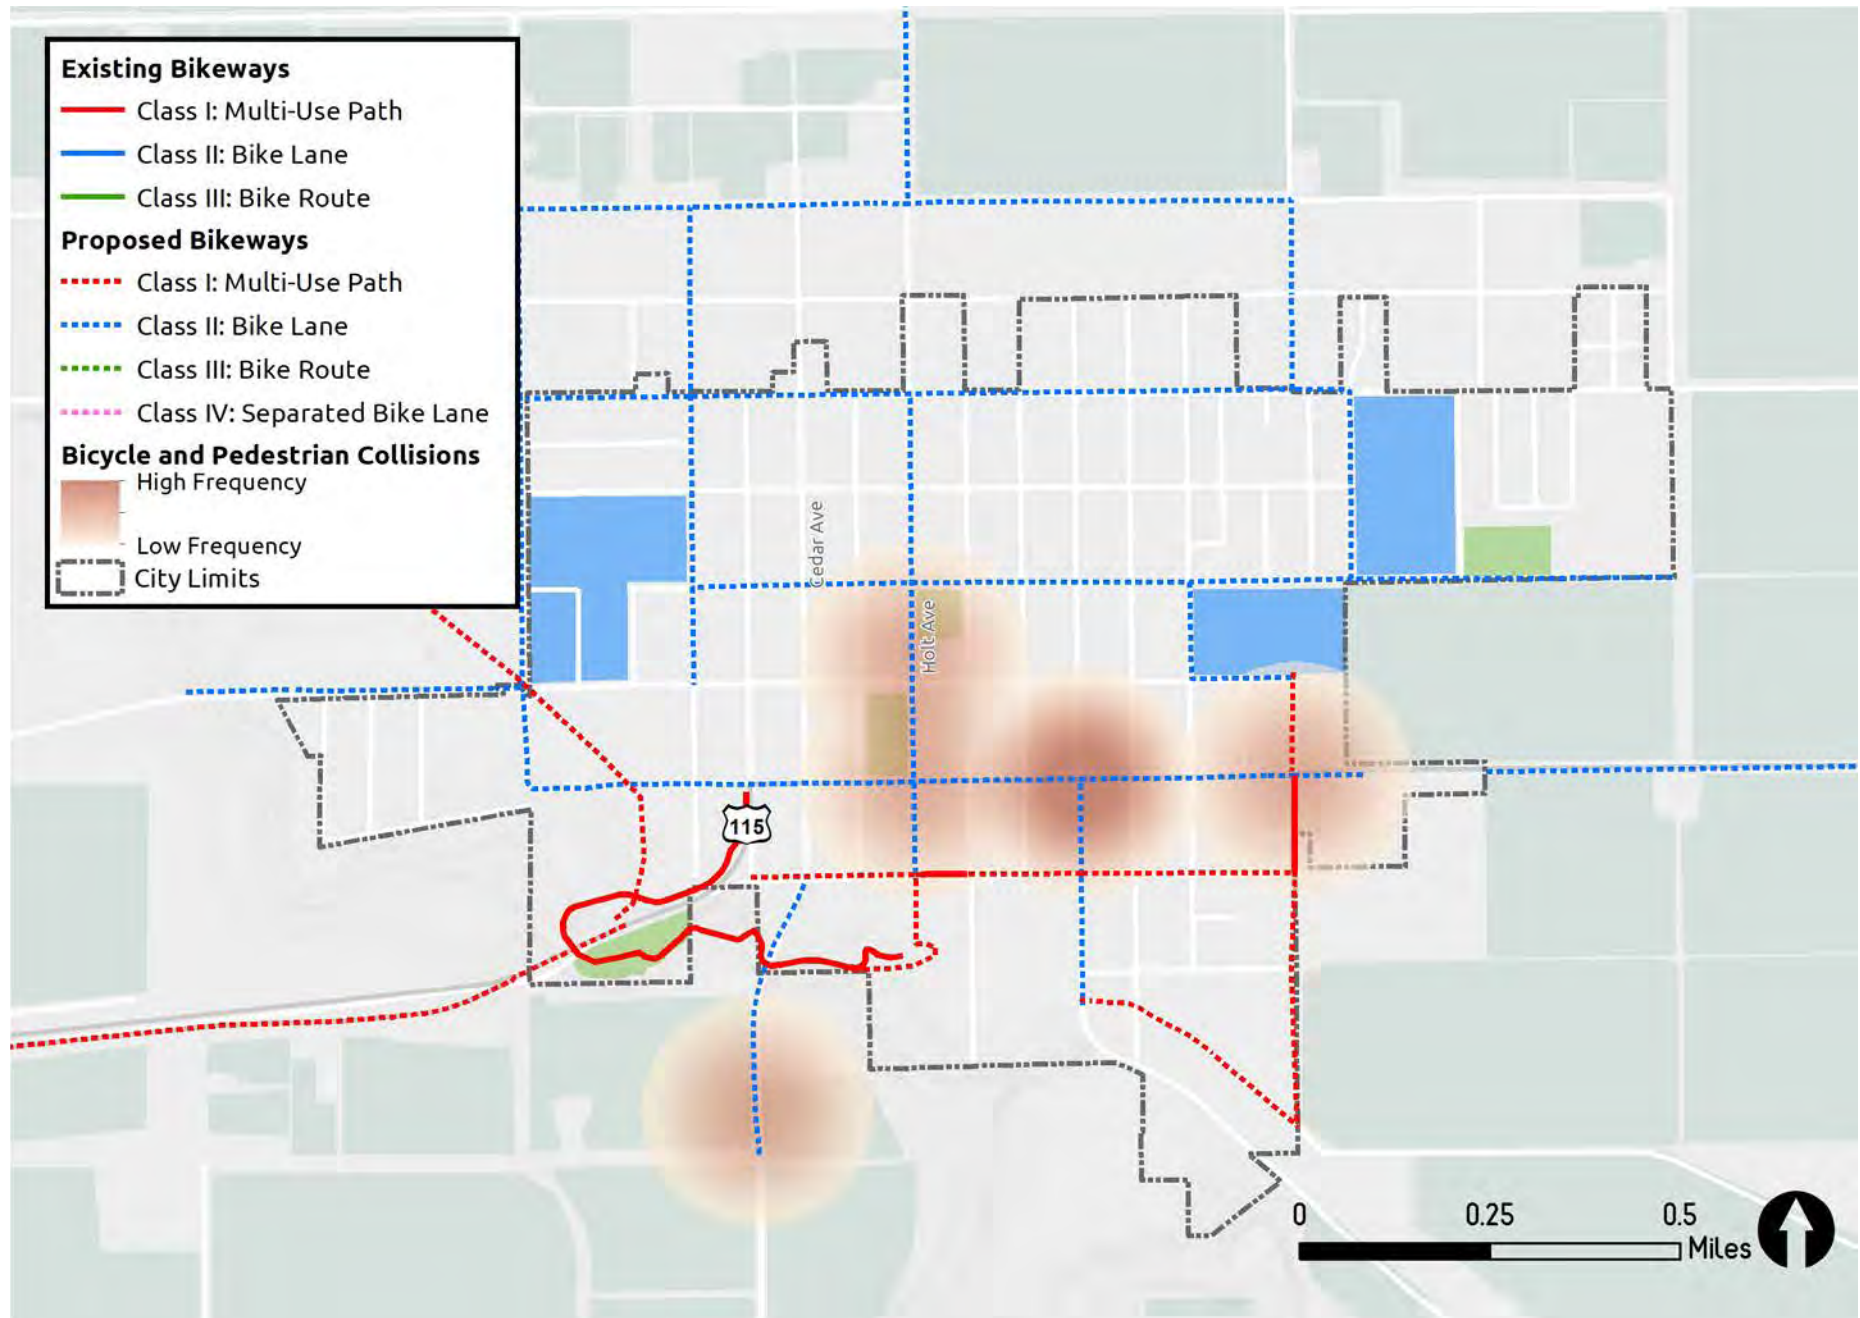 Existing Bikeways
Class I: Multi-Use Path
Class II: Bike Lane
Class III: Bike Route
Proposed Bikeways
Class I: Multi-Use Path
Class II: Bike Lane
Class III: Bike Route
Class IV: Separated Bike Lane
Bicycle and Pedestrian Collisions
High Frequency
Low Frequency
City Limits
Cedar Ave
Holt Ave
115
0 0.25 0.5
Miles